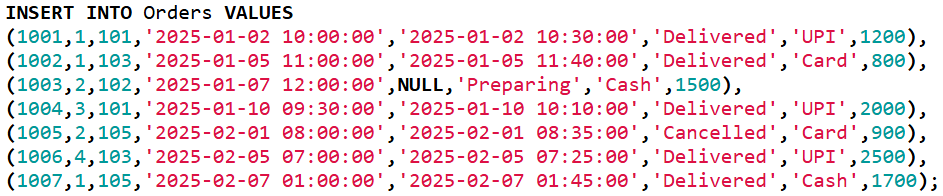 INSERT INTO Orders VALUES
(1001,1,101,'2025-01-02 10:00:00','2025-01-02 10:30:00','Delivered','UPI',1200),
(1002,1,103,'2025-01-05 11:00:00','2025-01-05 11:40:00','Delivered','Card',800),
(1003,2,102,'2025-01-07 12:00:00',NULL,'Preparing','Cash',1500),
(1004,3,101,'2025-01-10 09:30:00','2025-01-10 10:10:00','Delivered','UPI',2000),
(1005,2,105,'2025-02-01 08:00:00','2025-02-01 08:35:00','Cancelled','Card',900),
(1006,4,103,'2025-02-05 07:00:00','2025-02-05 07:25:00','Delivered','UPI',2500),
(1007,1,105,'2025-02-07 01:00:00','2025-02-07 01:45:00','Delivered','Cash',1700);